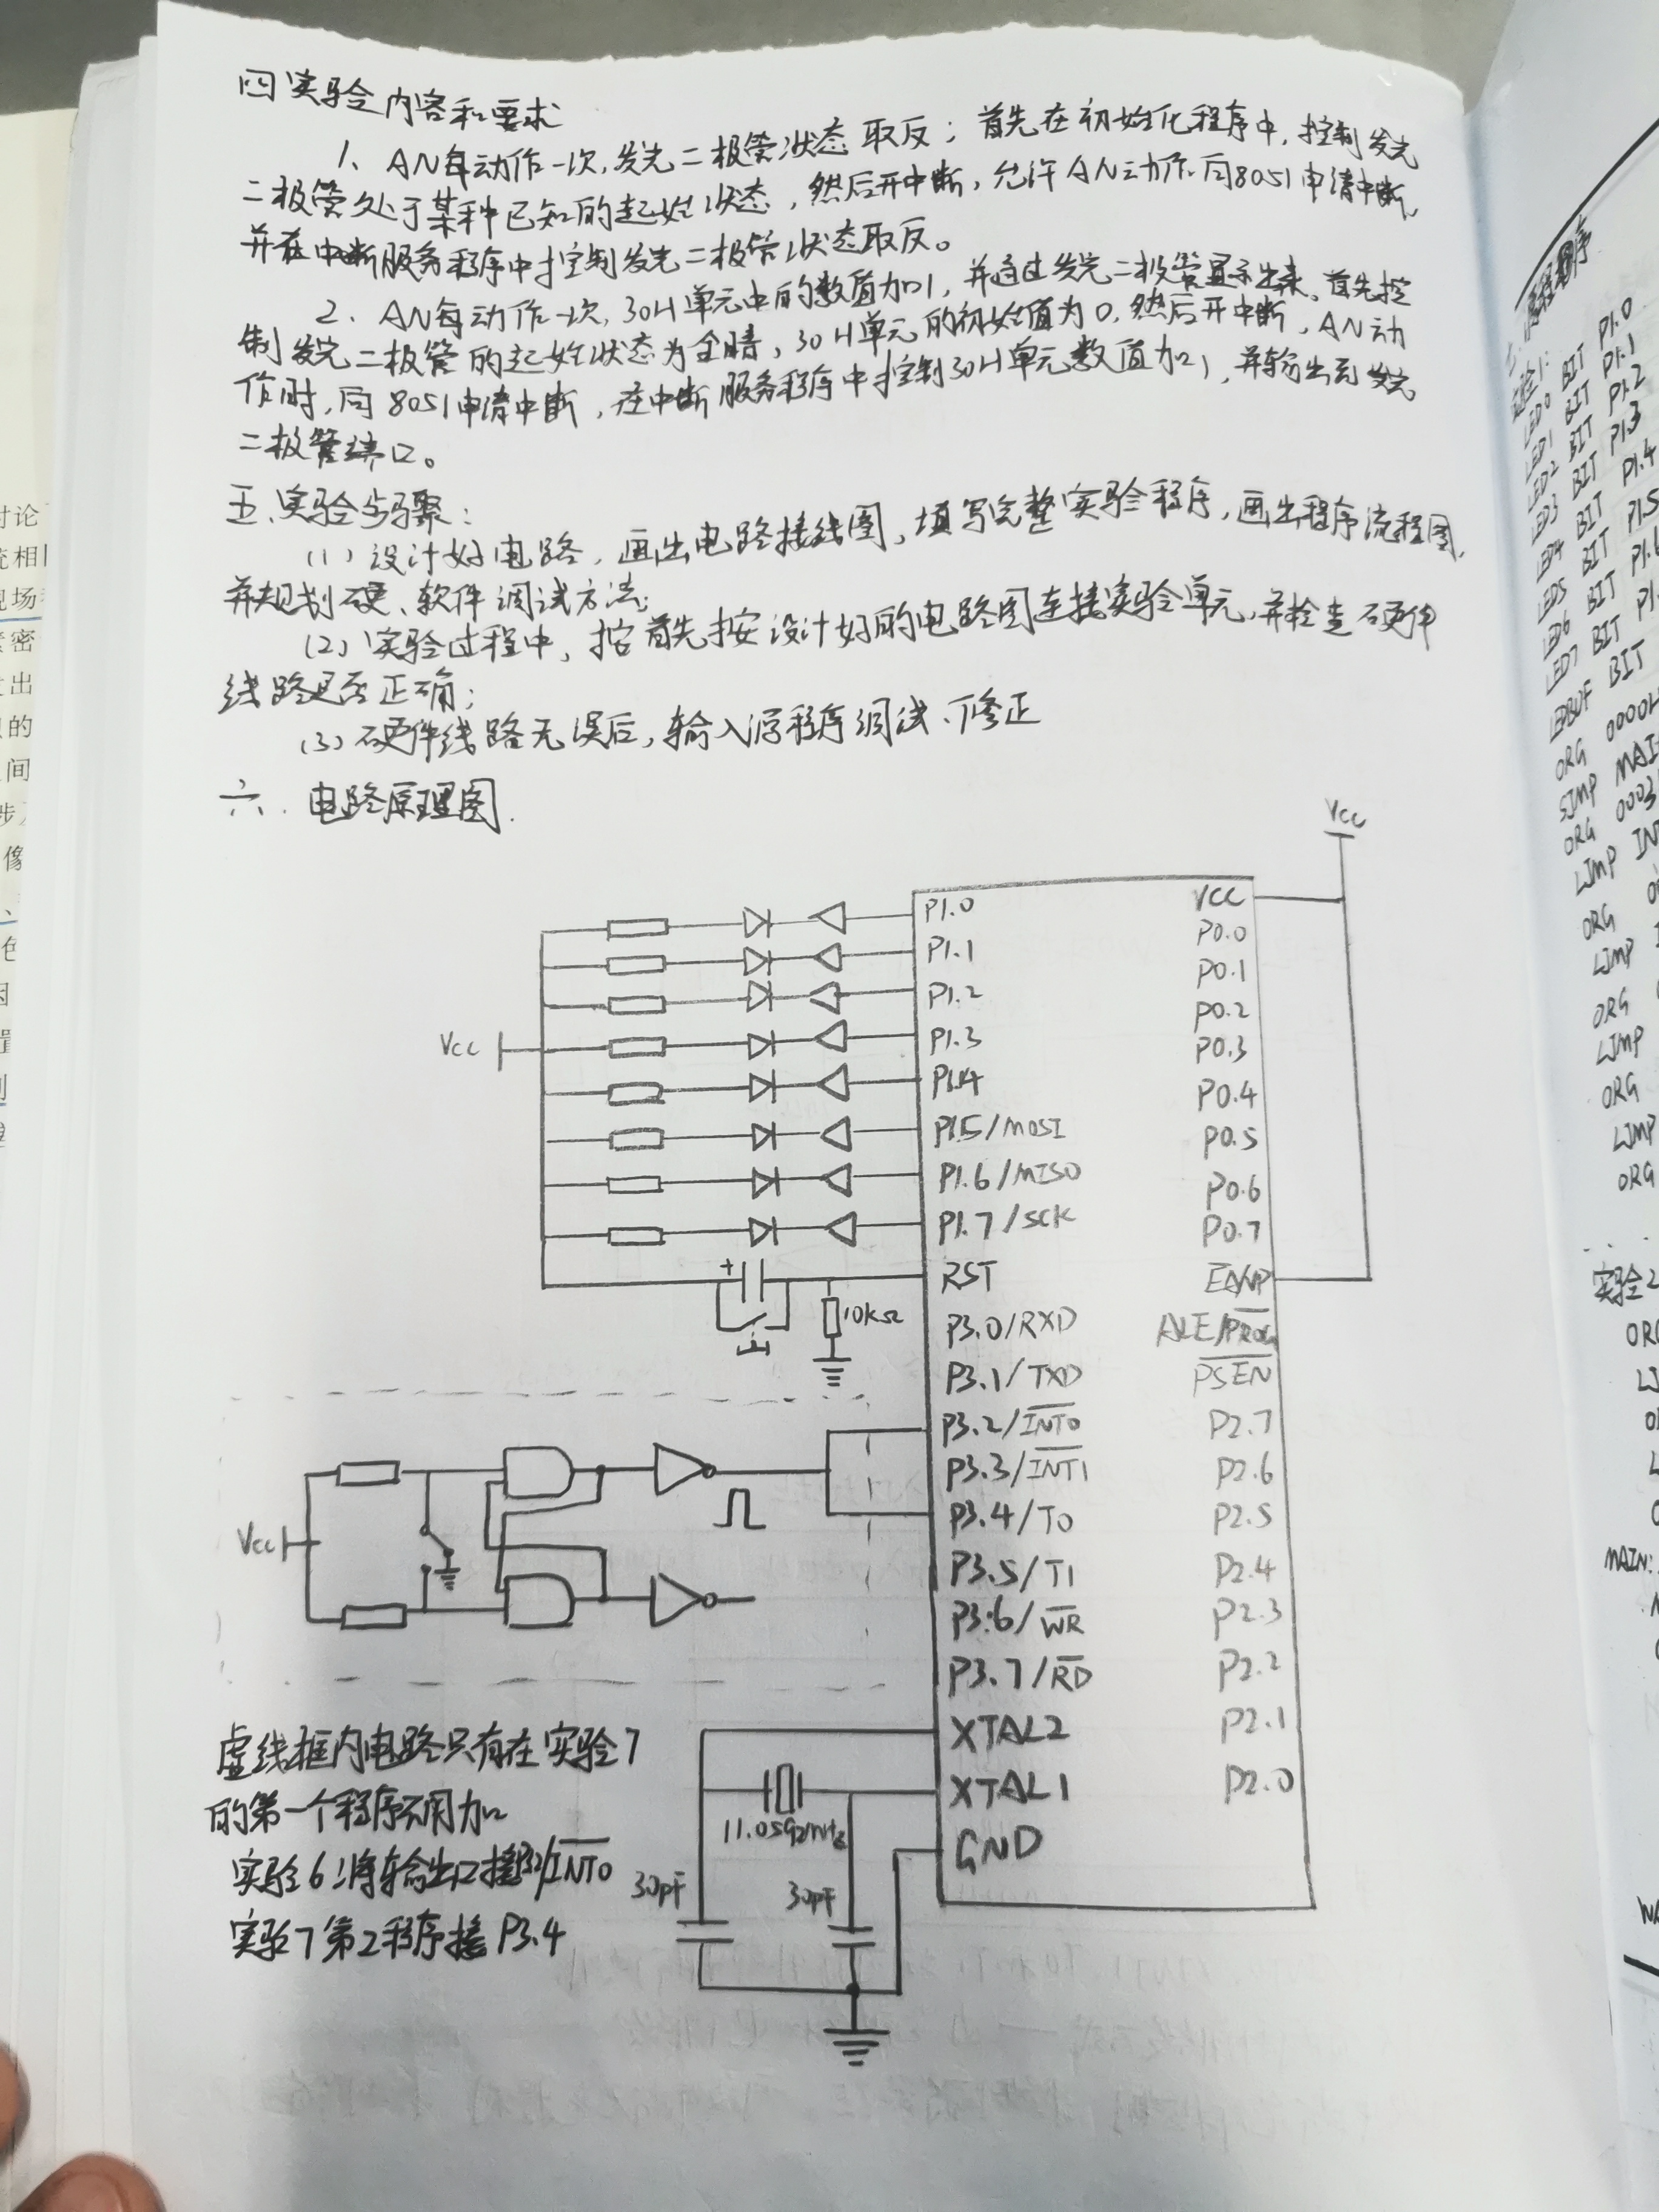 四 实验内容和要求
1、AN每动作一次,发光二极管状态取反;首先在初始化程序中,控制发光
二极管处于某种已知的起始状态,然后开中断,允许AN动作向8051申请中断,
并在中断服务程序中控制发光二极管状态取反。
2、AN每动作一次,30H单元中的数值加1,并通过发光二极管显示出来。首先控
制发光二极管的起始状态为全暗,30H单元的初始值为0,然后开中断,AN动
作时,向8051申请中断,在中断服务程序中控制30H单元数值加1,并输出到发光
二极管端口。
五、实验步骤:
(1)设计好电路,画出电路接线图,填写完整实验程序,画出程序流程图,
并规划硬、软件调试方法;
(2)实验过程中,按首先按设计好的电路图连接实验单元,并检查硬件
线路是否正确;
(3)硬件线路无误后,输入源程序调试、修正
六.电路原理图.
Vcc
P1.0 VCC
P0.0
P1.1 P0.1
P1.2 P0.2
Vcc P1.3 P0.3
P1.4 P0.4
P1.5/MOSI P0.5
P1.6/MISO P0.6
P1.7/SCK P0.7
+ RST EA/VP
10kΩ P3.0/RXD ALE/PROG
P3.1/TXD PSEN
P3.2/INT0 P2.7
P3.3/INT1 P2.6
P3.4/T0 P2.5
Vcc P3.5/T1 P2.4
P3.6/WR P2.3
P3.7/RD P2.2
XTAL2 P2.1
XTAL1 P2.0
11.0592MHz
GND
30pF 30pF
虚线框内电路只有在实验7
的第一个程序不用加
实验6:将输出口接P3.2/INT0
实验7第2程序接P3.4
实验1:
LED0 BIT P1.0
LED1 BIT P1.1
LED2 BIT P1.2
LED3 BIT P1.3
LED4 BIT P1.4
LED5 BIT P1.5
LED6 BIT P1.6
LED7 BIT
LEDBUF BIT
ORG 0000H
SJMP MAI
ORG 0003
LJMP IN
ORG
LJMP
ORG
LJMP
ORG
LJMP
ORG
实验2
MAIN:
讨论
现场
密
出
的
间
涉
像
色